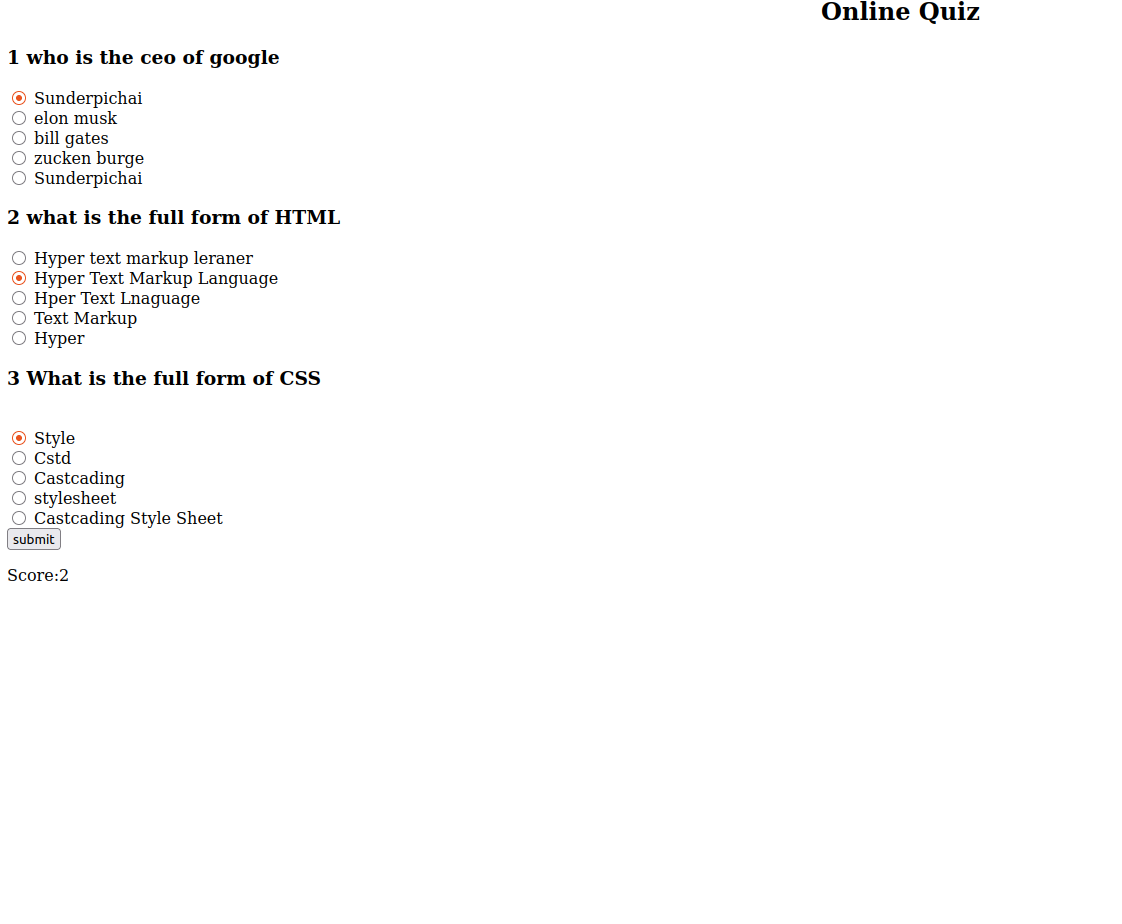 Online Quiz
1 who is the ceo of google
Sunderpichai
elon musk
bill gates
zucken burge
Sunderpichai
2 what is the full form of HTML
Hyper text markup leraner
Hyper Text Markup Language
Hper Text Lnaguage
Text Markup
Hyper
3 What is the full form of CSS
Style
Cstd
Castcading
stylesheet
Castcading Style Sheet
submit
Score:2